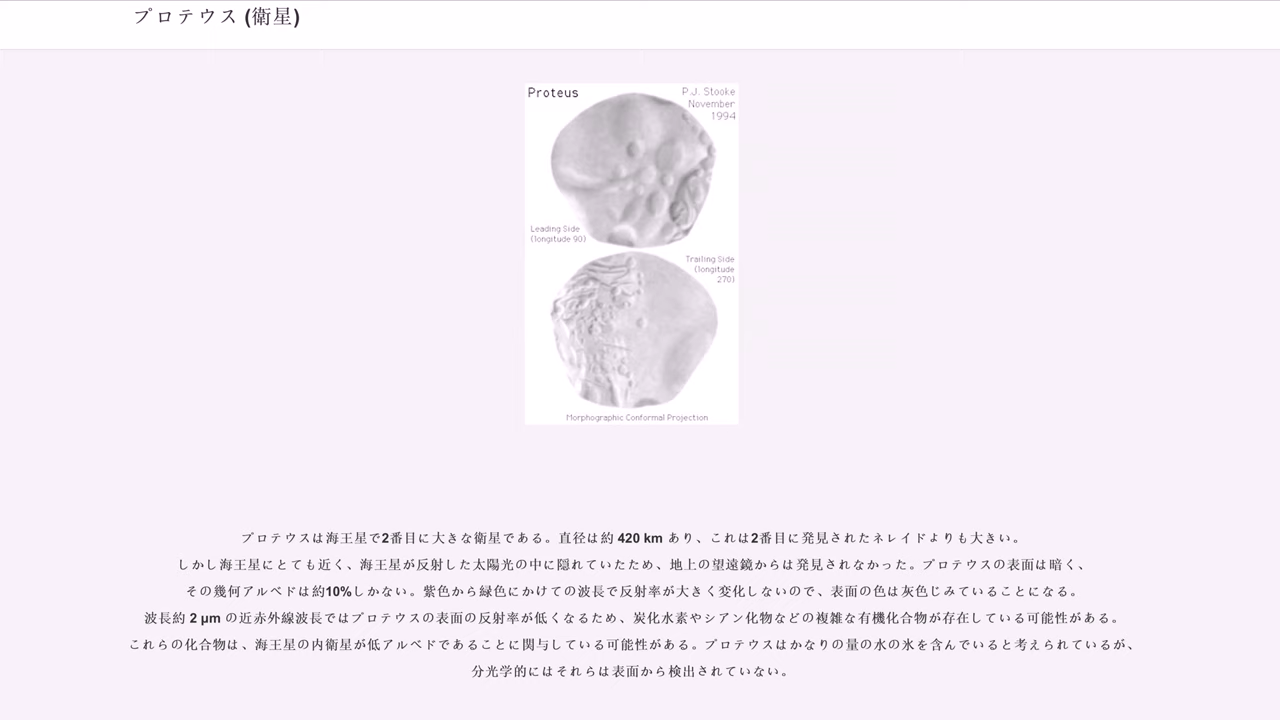 プロテウス (衛星)
Proteus
P.J. Stooke
November
1994
Leading Side
(longitude 90)
Trailing Side
(longitude
270)
Morphographic Conformal Projection
プロテウスは海王星で2番目に大きな衛星である。直径は約 420 km あり、これは2番目に発見されたネレイドよりも大きい。
しかし海王星にとても近く、海王星が反射した太陽光の中に隠れていたため、地上の望遠鏡からは発見されなかった。プロテウスの表面は暗く、
その幾何アルベドは約10%しかない。紫色から緑色にかけての波長で反射率が大きく変化しないので、表面の色は灰色じみていることになる。
波長約 2 μm の近赤外線波長ではプロテウスの表面の反射率が低くなるため、炭化水素やシアン化物などの複雑な有機化合物が存在している可能性がある。
これらの化合物は、海王星の内衛星が低アルベドであることに関与している可能性がある。プロテウスはかなりの量の水の氷を含んでいると考えられているが、
分光学的にはそれらは表面から検出されていない。